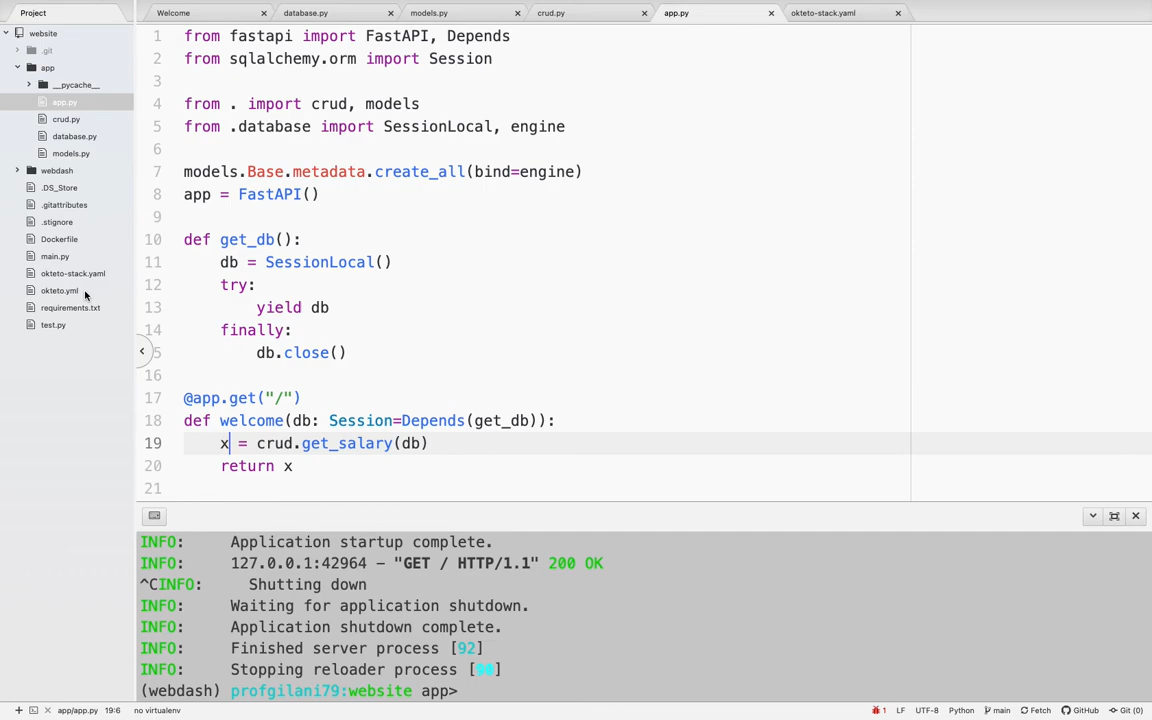 Project
Welcome
database.py
models.py
crud.py
app.py
okteto-stack.yaml
website
.git
app
__pycache__
app.py
crud.py
database.py
models.py
webdash
.DS_Store
.gitattributes
.stignore
Dockerfile
main.py
okteto-stack.yaml
okteto.yml
requirements.txt
test.py
1 from fastapi import FastAPI, Depends
2 from sqlalchemy.orm import Session
3
4 from . import crud, models
5 from .database import SessionLocal, engine
6
7 models.Base.metadata.create_all(bind=engine)
8 app = FastAPI()
9
10 def get_db():
11 db = SessionLocal()
12 try:
13 yield db
14 finally:
5 db.close()
16
17 @app.get("/")
18 def welcome(db: Session=Depends(get_db)):
19 x = crud.get_salary(db)
20 return x
21
INFO: Application startup complete.
INFO: 127.0.0.1:42964 - "GET / HTTP/1.1" 200 OK
^CINFO: Shutting down
INFO: Waiting for application shutdown.
INFO: Application shutdown complete.
INFO: Finished server process [92]
INFO: Stopping reloader process [ ]
(webdash) profgilani79:website app>
app/app.py 19:6 no virtualenv 1 LF UTF-8 Python main Fetch GitHub Git (0)